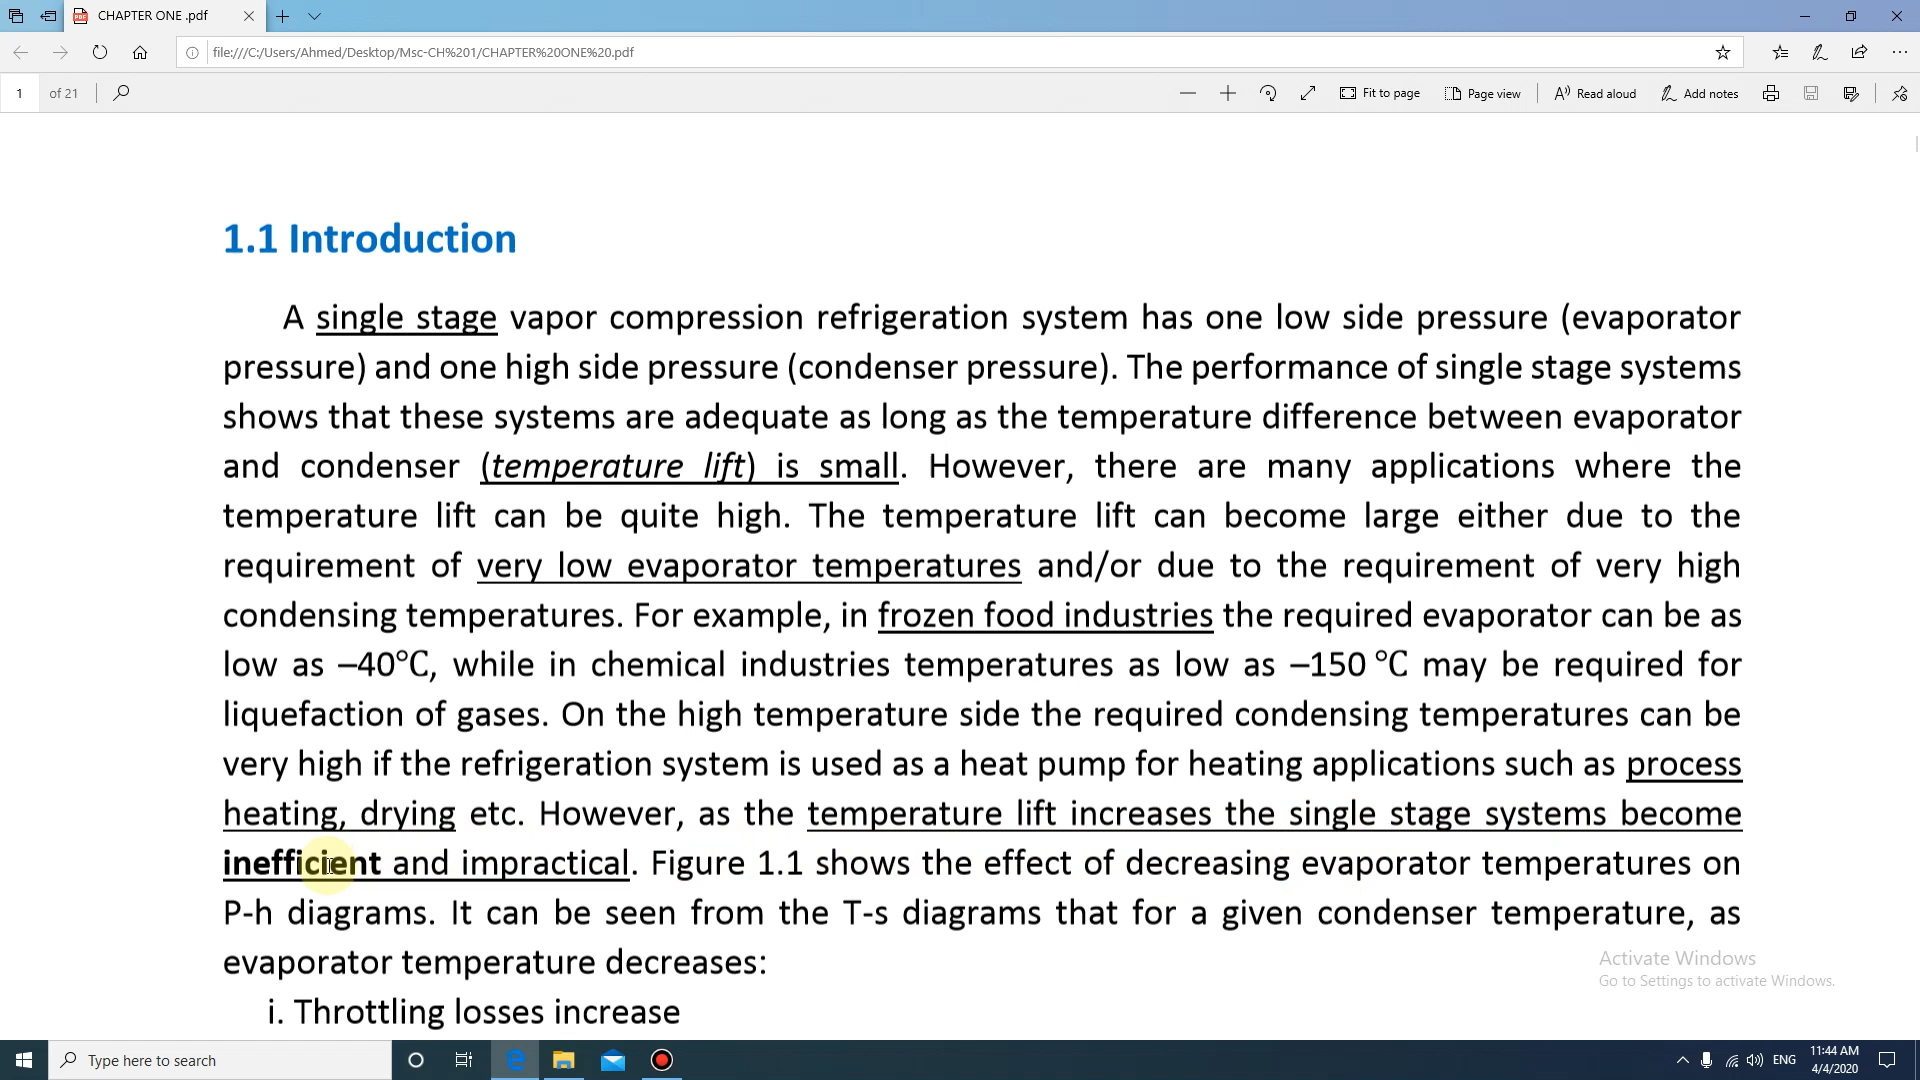 CHAPTER ONE .pdf
file:///C:/Users/Ahmed/Desktop/Msc-CH%201/CHAPTER%20ONE%20.pdf
1 of 21 Fit to page Page view Read aloud Add notes
1.1 Introduction
A single stage vapor compression refrigeration system has one low side pressure (evaporator
pressure) and one high side pressure (condenser pressure). The performance of single stage systems
shows that these systems are adequate as long as the temperature difference between evaporator
and condenser (temperature lift) is small. However, there are many applications where the
temperature lift can be quite high. The temperature lift can become large either due to the
requirement of very low evaporator temperatures and/or due to the requirement of very high
condensing temperatures. For example, in frozen food industries the required evaporator can be as
low as –40℃, while in chemical industries temperatures as low as –150 ℃ may be required for
liquefaction of gases. On the high temperature side the required condensing temperatures can be
very high if the refrigeration system is used as a heat pump for heating applications such as process
heating, drying etc. However, as the temperature lift increases the single stage systems become
inefficient and impractical. Figure 1.1 shows the effect of decreasing evaporator temperatures on
P-h diagrams. It can be seen from the T-s diagrams that for a given condenser temperature, as
evaporator temperature decreases:
i. Throttling losses increase
Activate Windows
Go to Settings to activate Windows.
Type here to search
ENG
11:44 AM
4/4/2020